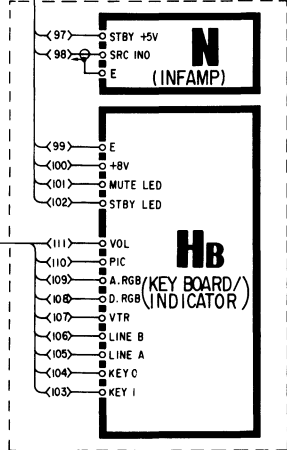 97 STBY +5V
98 SRC INO
E
N
(INFAMP)
99 E
100 +8V
101 MUTE LED
102 STBY LED
111 VOL
110 PIC
109 A.RGB
108 D.RGB
107 VTR
106 LINE B
105 LINE A
104 KEY 0
103 KEY 1
HB
(KEY BOARD/
INDICATOR)